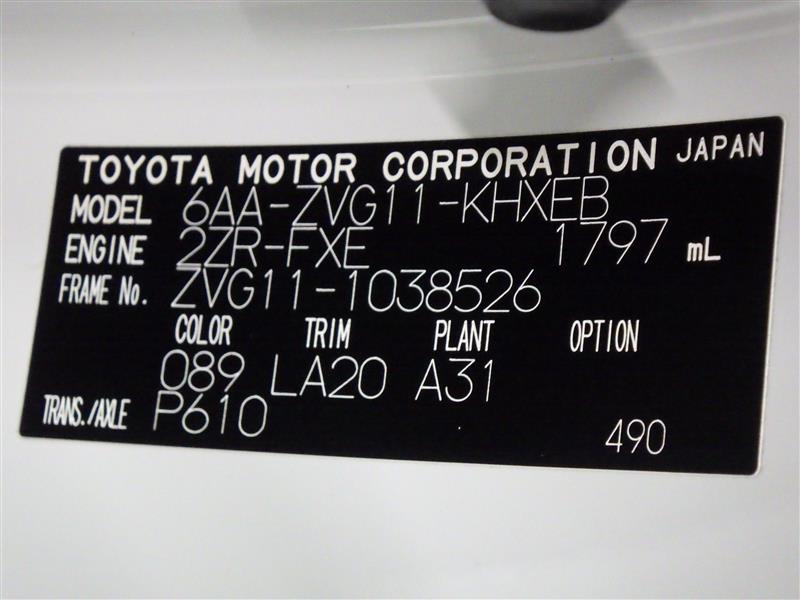 TOYOTA MOTOR CORPORATION JAPAN
MODEL 6AA-ZVG11-KHXEB
ENGINE 2ZR-FXE 1797 mL
FRAME No. ZVG11-1038526
COLOR TRIM PLANT OPTION
089 LA20 A31
TRANS./AXLE P610
490